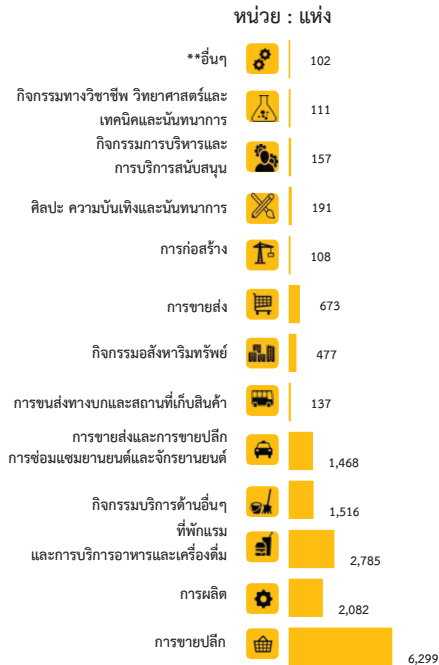 หน่วย : แห่ง
**อื่นๆ
102
กิจกรรมทางวิชาชีพ วิทยาศาสตร์และ
เทคนิคและนันทนาการ
111
กิจกรรมการบริหารและ
การบริการสนับสนุน
157
ศิลปะ ความบันเทิงและนันทนาการ
191
การก่อสร้าง
108
การขายส่ง
673
กิจกรรมอสังหาริมทรัพย์
477
การขนส่งทางบกและสถานที่เก็บสินค้า
137
การขายส่งและการขายปลีก
การซ่อมแซมยานยนต์และจักรยานยนต์
1,468
กิจกรรมบริการด้านอื่นๆ
1,516
ที่พักแรม
และการบริการอาหารและเครื่องดื่ม
2,785
การผลิต
2,082
การขายปลีก
6,299